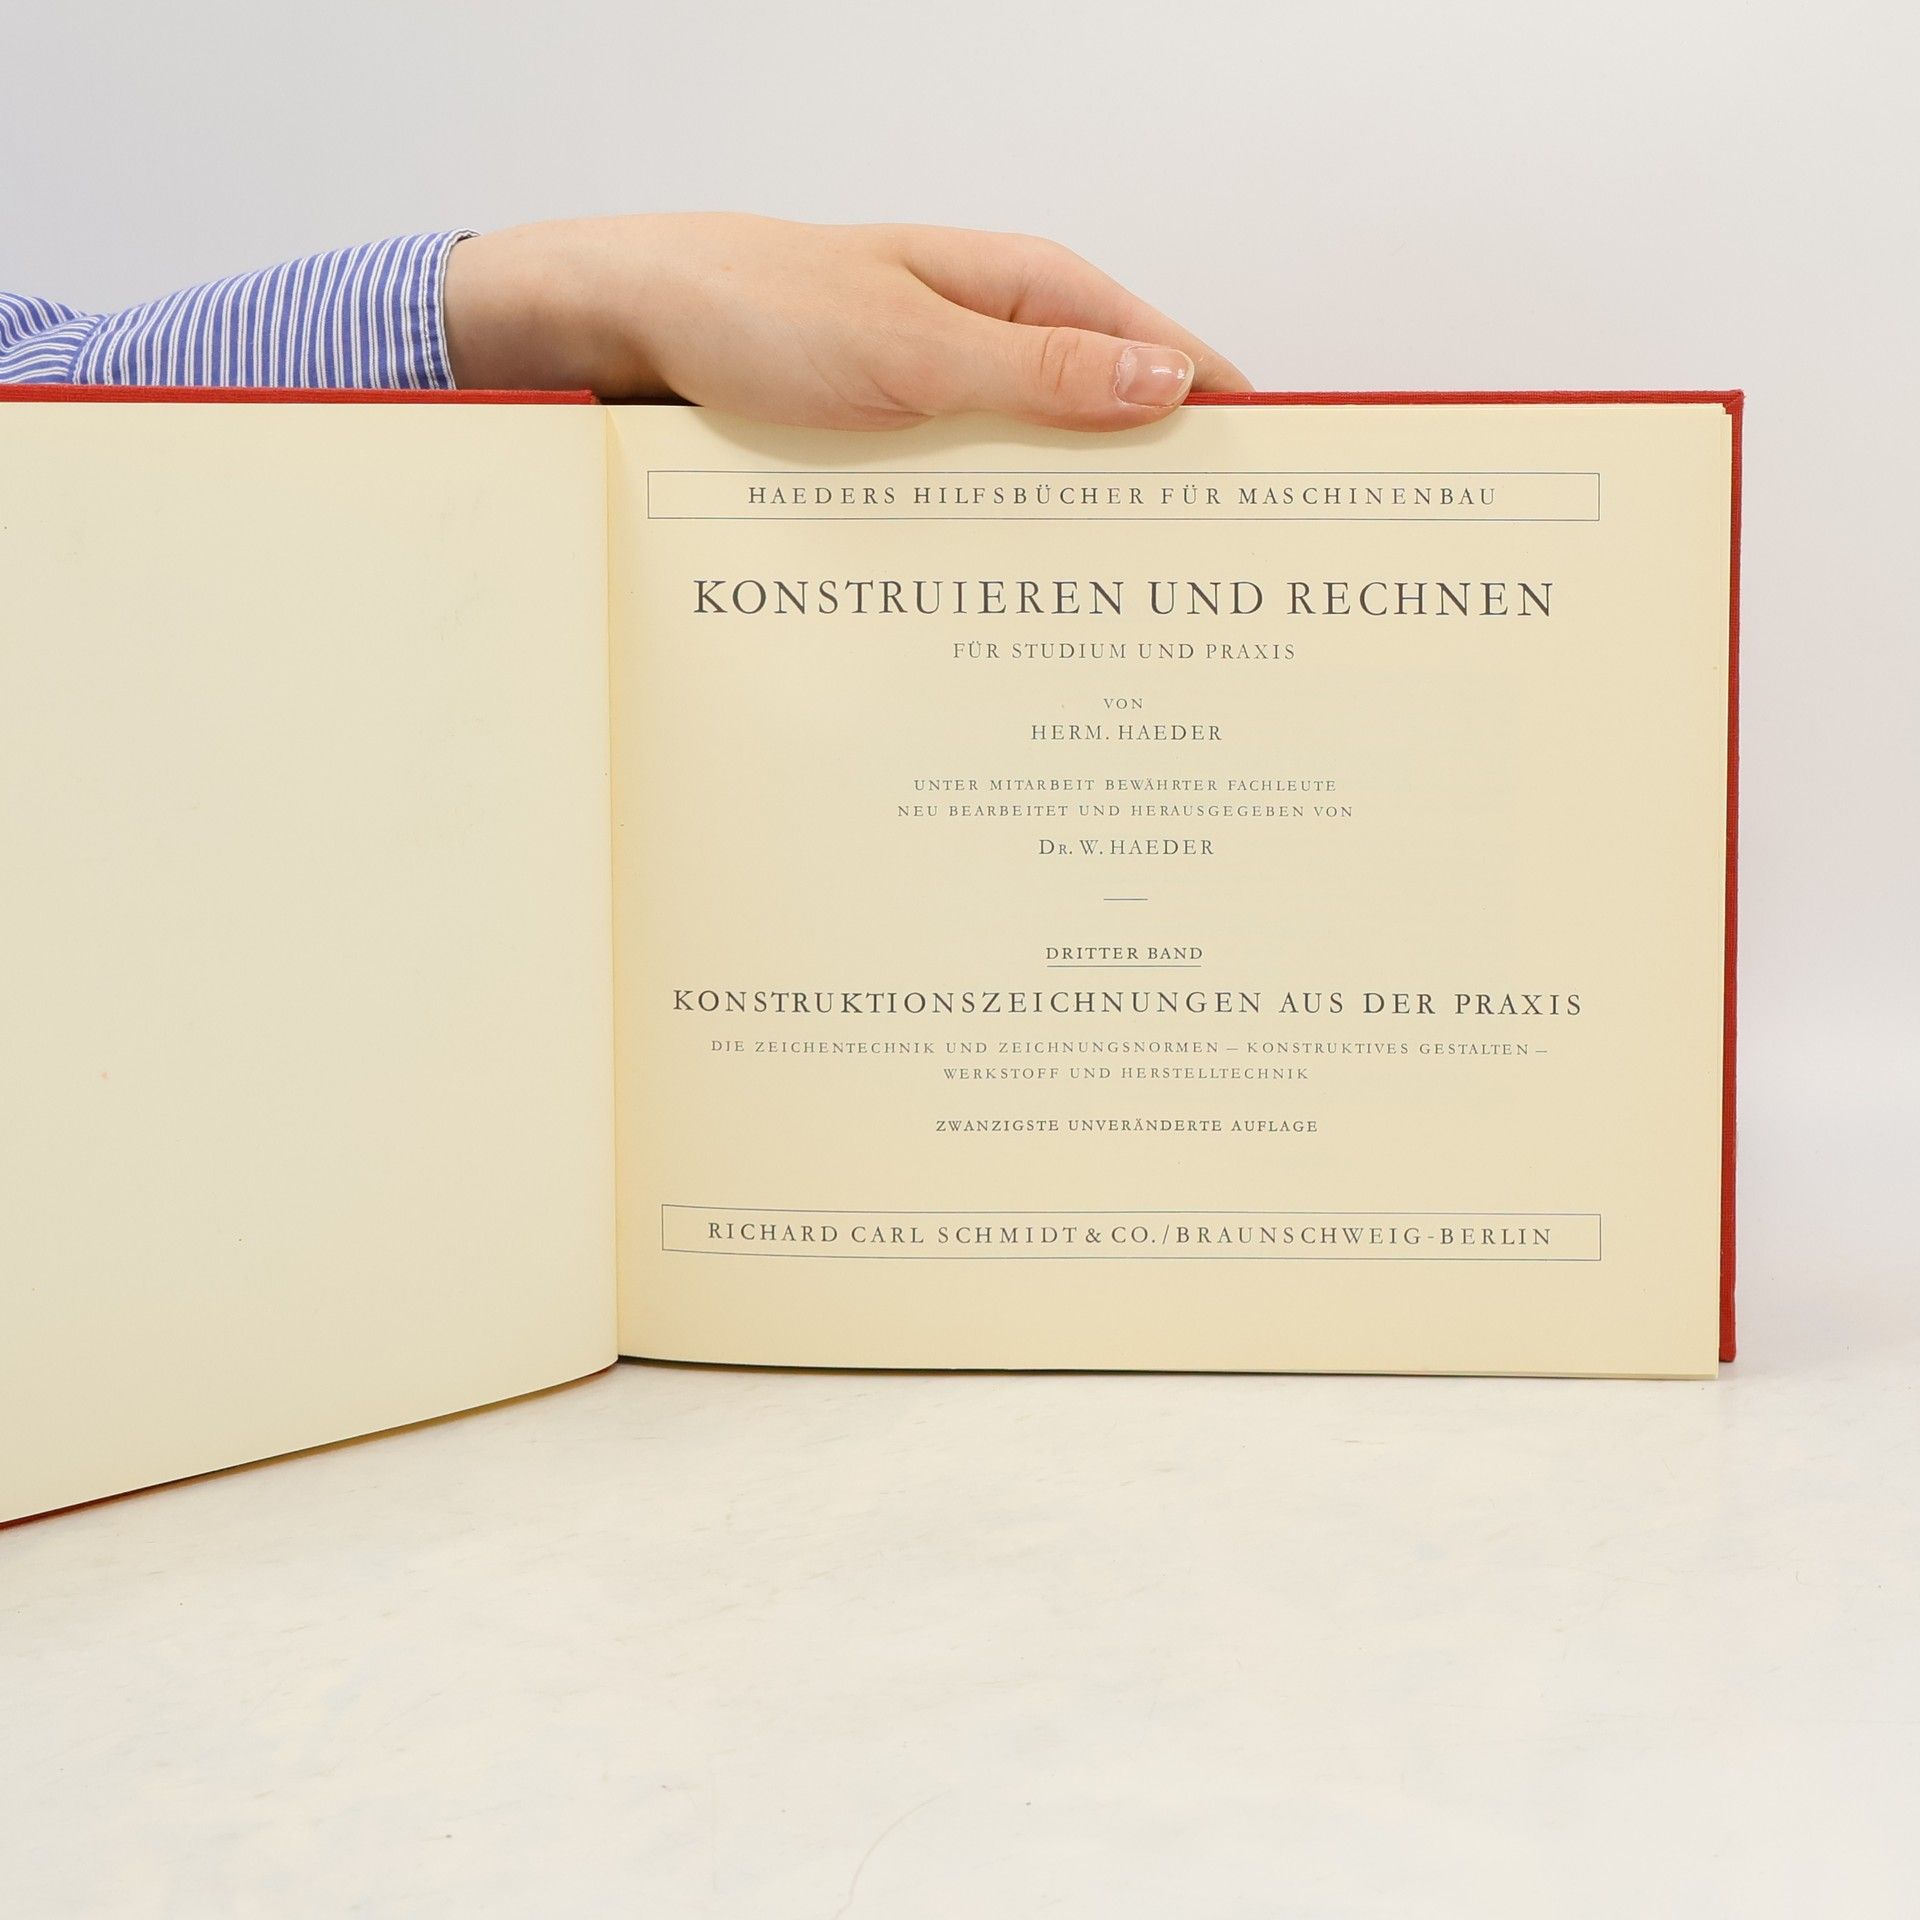 HAEDERS HILFSBÜCHER FÜR MASCHINENBAU
KONSTRUIEREN UND RECHNEN
FÜR STUDIUM UND PRAXIS
VON
HERM. HAEDER
UNTER MITARBEIT BEWÄHRTER FACHLEUTE
NEU BEARBEITET UND HERAUSGEGEBEN VON
DR. W. HAEDER
DRITTER BAND
KONSTRUKTIONSZEICHNUNGEN AUS DER PRAXIS
DIE ZEICHENTECHNIK UND ZEICHNUNGSNORMEN – KONSTRUKTIVES GESTALTEN –
WERKSTOFF UND HERSTELLTECHNIK
ZWANZIGSTE UNVERÄNDERTE AUFLAGE
RICHARD CARL SCHMIDT & CO. / BRAUNSCHWEIG-BERLIN